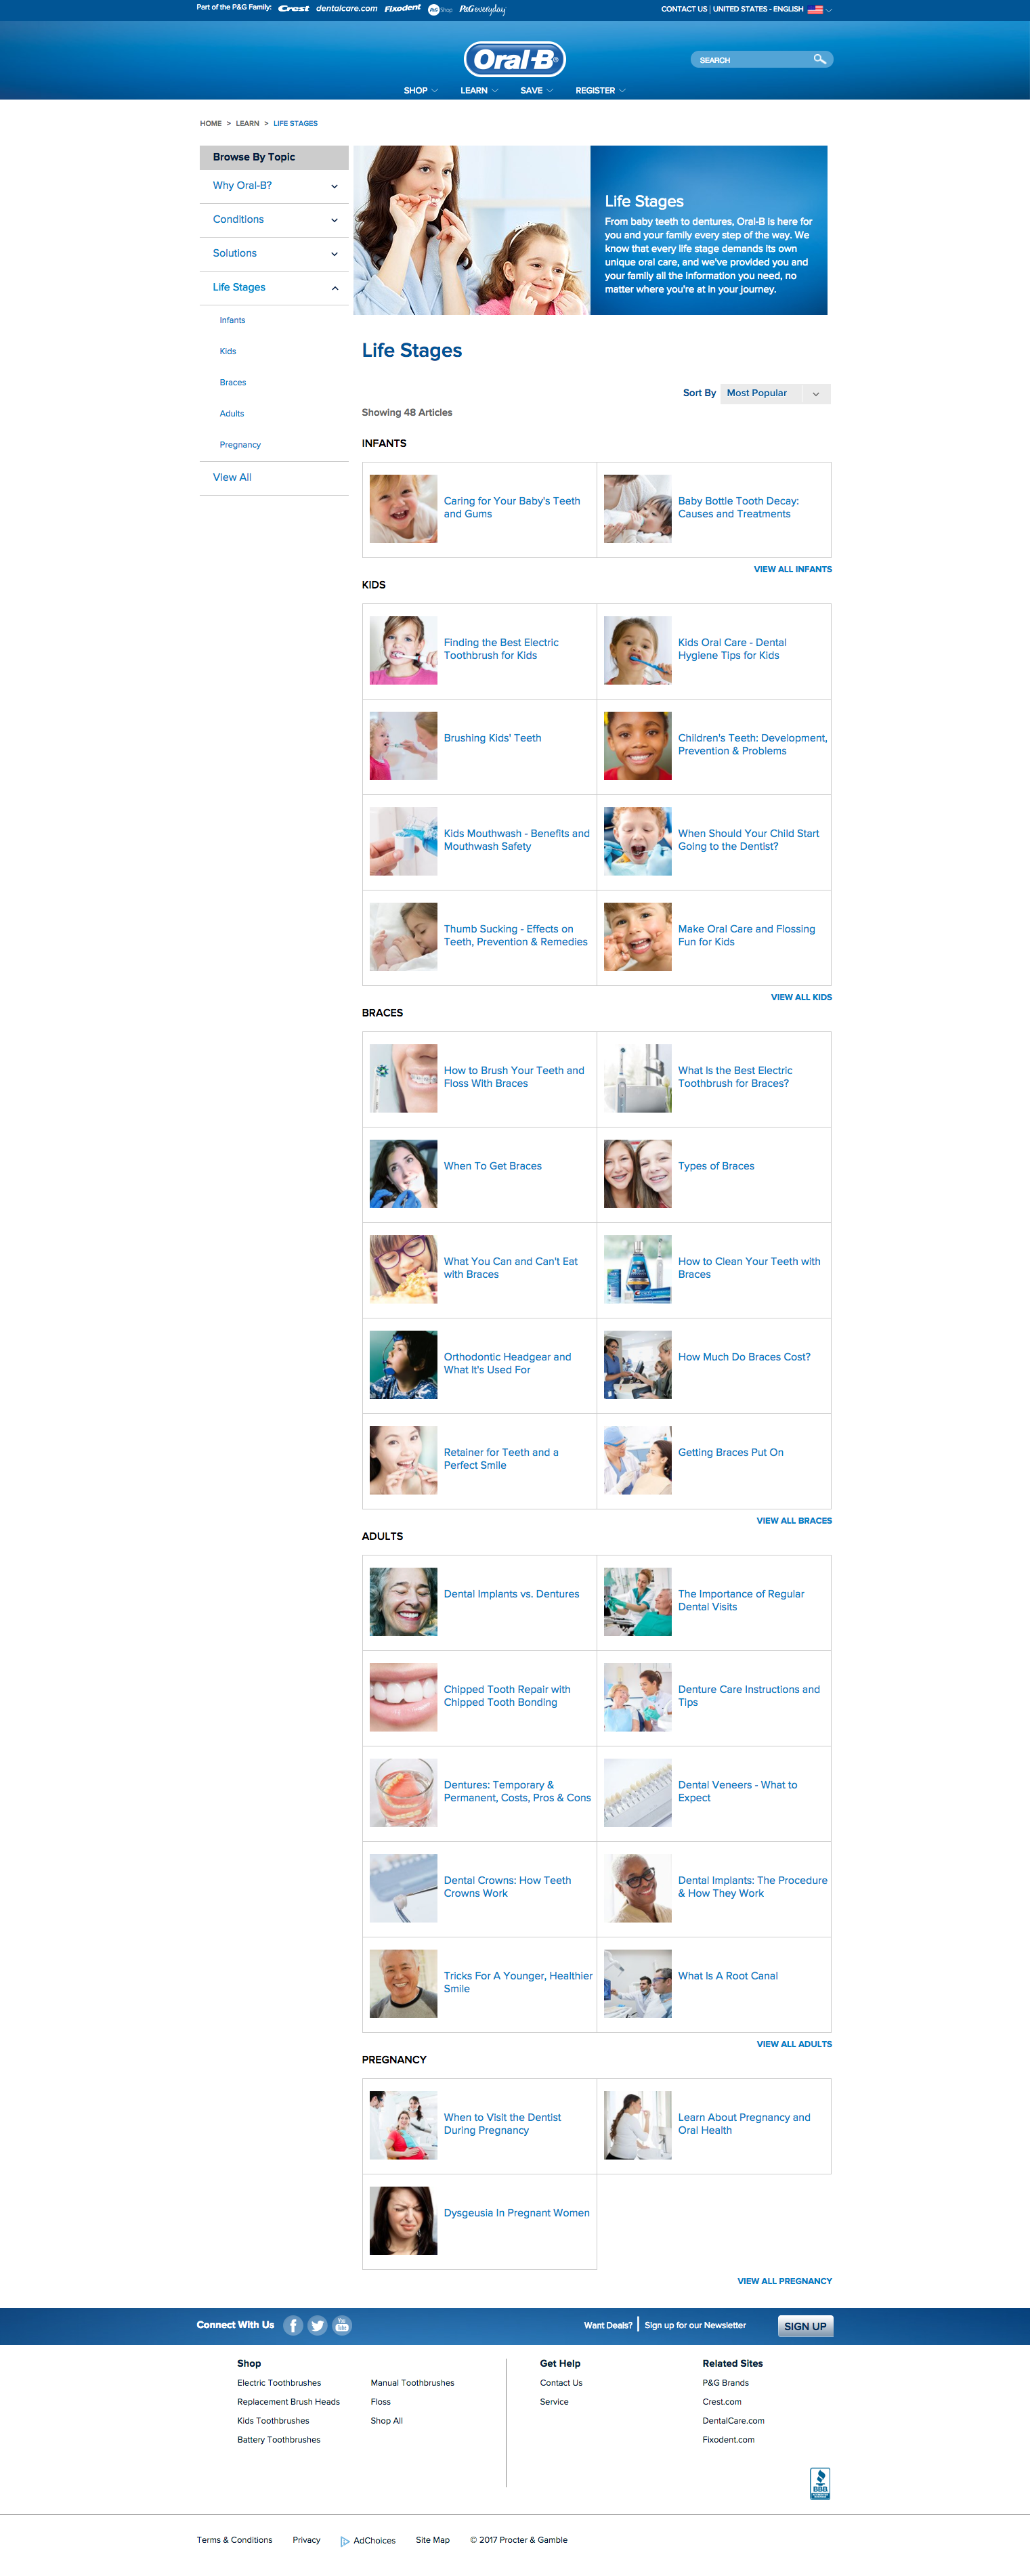 Part of the P&G Family: Crest dentalcare.com Fixodent P&G Shop P&G everyday
CONTACT US | UNITED STATES - ENGLISH
Oral-B
SEARCH
SHOP LEARN SAVE REGISTER
HOME > LEARN > LIFE STAGES
Browse By Topic
Why Oral-B?
Conditions
Solutions
Life Stages
Infants
Kids
Braces
Adults
Pregnancy
View All
Life Stages
From baby teeth to dentures, Oral-B is here for
you and your family every step of the way. We
know that every life stage demands its own
unique oral care, and we've provided you and
your family all the information you need, no
matter where you're at in your journey.
Life Stages
Sort By Most Popular
Showing 48 Articles
INFANTS
Caring for Your Baby's Teeth
and Gums
Baby Bottle Tooth Decay:
Causes and Treatments
VIEW ALL INFANTS
KIDS
Finding the Best Electric
Toothbrush for Kids
Kids Oral Care - Dental
Hygiene Tips for Kids
Brushing Kids' Teeth
Children's Teeth: Development,
Prevention & Problems
Kids Mouthwash - Benefits and
Mouthwash Safety
When Should Your Child Start
Going to the Dentist?
Thumb Sucking - Effects on
Teeth, Prevention & Remedies
Make Oral Care and Flossing
Fun for Kids
VIEW ALL KIDS
BRACES
How to Brush Your Teeth and
Floss With Braces
What Is the Best Electric
Toothbrush for Braces?
When To Get Braces
Types of Braces
What You Can and Can't Eat
with Braces
How to Clean Your Teeth with
Braces
Orthodontic Headgear and
What It's Used For
How Much Do Braces Cost?
Retainer for Teeth and a
Perfect Smile
Getting Braces Put On
VIEW ALL BRACES
ADULTS
Dental Implants vs. Dentures
The Importance of Regular
Dental Visits
Chipped Tooth Repair with
Chipped Tooth Bonding
Denture Care Instructions and
Tips
Dentures: Temporary &
Permanent, Costs, Pros & Cons
Dental Veneers - What to
Expect
Dental Crowns: How Teeth
Crowns Work
Dental Implants: The Procedure
& How They Work
Tricks For A Younger, Healthier
Smile
What Is A Root Canal
VIEW ALL ADULTS
PREGNANCY
When to Visit the Dentist
During Pregnancy
Learn About Pregnancy and
Oral Health
Dysgeusia In Pregnant Women
VIEW ALL PREGNANCY
Connect With Us
You Tube
Want Deals? | Sign up for our Newsletter
SIGN UP
Shop
Electric Toothbrushes
Replacement Brush Heads
Kids Toothbrushes
Battery Toothbrushes
Manual Toothbrushes
Floss
Shop All
Get Help
Contact Us
Service
Related Sites
P&G Brands
Crest.com
DentalCare.com
Fixodent.com
BBB
Terms & Conditions Privacy AdChoices Site Map © 2017 Procter & Gamble